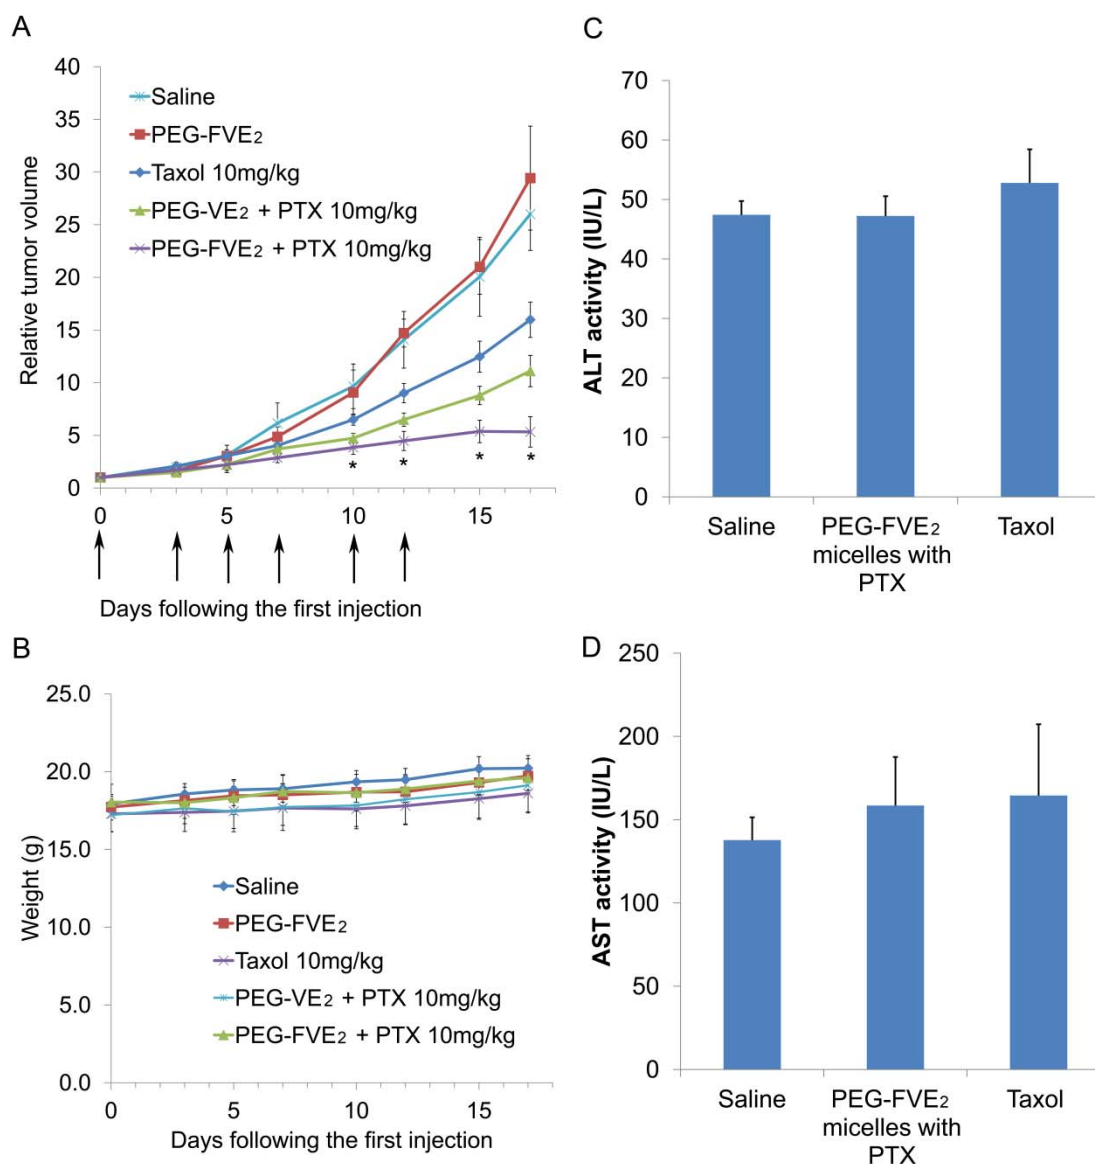 A
Relative tumor volume
40
35
30
25
20
15
10
5
0
Saline
PEG-FVE2
Taxol 10mg/kg
PEG-VE2 + PTX 10mg/kg
PEG-FVE2 + PTX 10mg/kg
* * * *
0 5 10 15
Days following the first injection
B
Weight (g)
25.0
20.0
15.0
10.0
5.0
0.0
Saline
PEG-FVE2
Taxol 10mg/kg
PEG-VE2 + PTX 10mg/kg
PEG-FVE2 + PTX 10mg/kg
0 5 10 15
Days following the first injection
C
ALT activity (IU/L)
70
60
50
40
30
20
10
0
Saline PEG-FVE2 Taxol
micelles with
PTX
D
AST activity (IU/L)
250
200
150
100
50
0
Saline PEG-FVE2 Taxol
micelles with
PTX